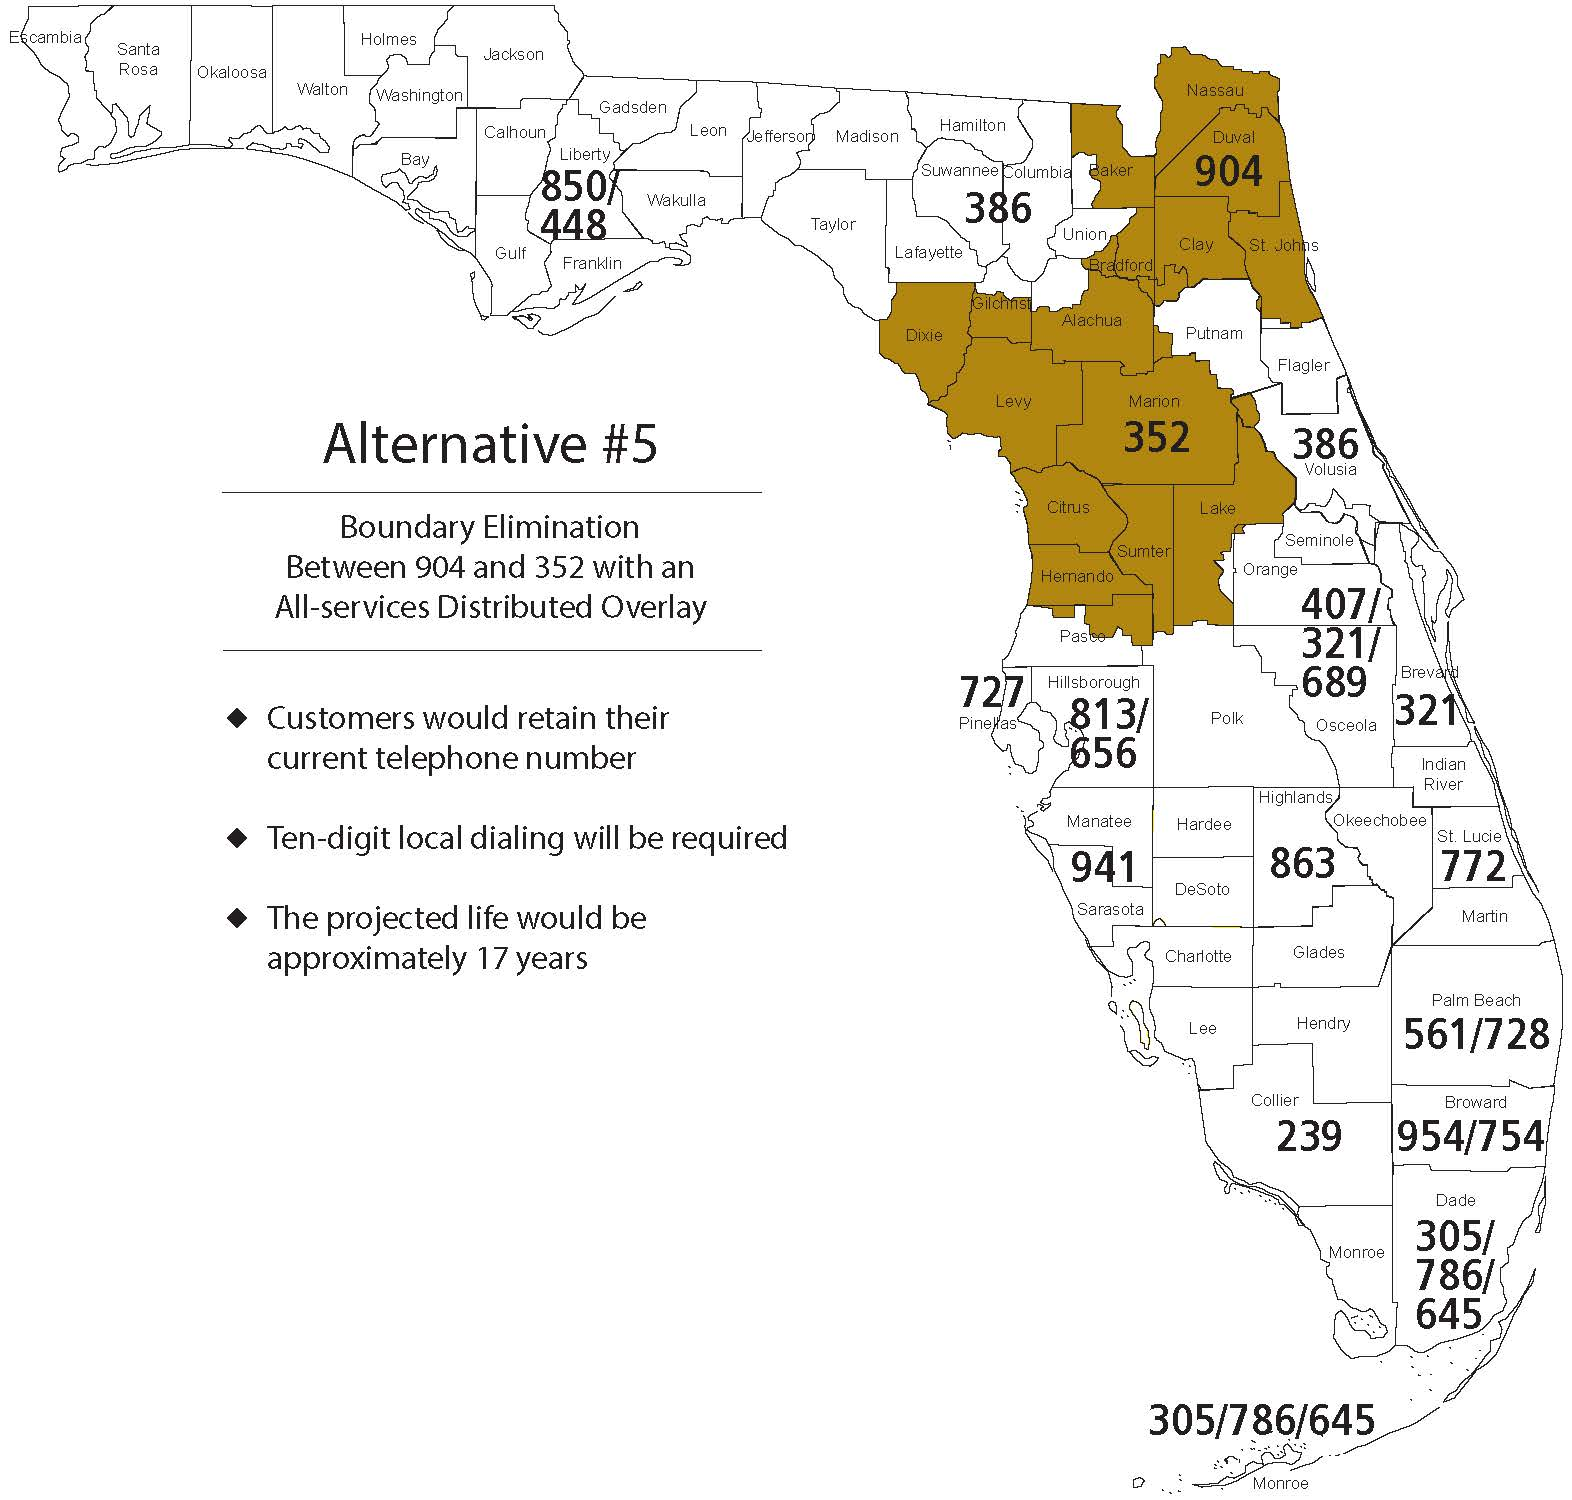 Escambia
Santa
Rosa
Okaloosa
Walton
Holmes
Washington
Jackson
Bay
Calhoun
Gulf
Liberty
850/
448
Franklin
Gadsden
Leon
Wakulla
Jefferson
Madison
Taylor
Hamilton
Suwannee
Columbia
386
Lafayette
Union
Baker
Nassau
Duval
904
Clay
St. Johns
Bradford
Gilchrist
Dixie
Alachua
Putnam
Flagler
Levy
Marion
352
386
Volusia
Citrus
Lake
Sumter
Hernando
Seminole
Orange
407/
321/
689
Osceola
Brevard
321
Pasco
727
Pinellas
Hillsborough
813/
656
Polk
Indian
River
Manatee
941
Sarasota
Hardee
DeSoto
Highlands
863
Okeechobee
St. Lucie
772
Martin
Charlotte
Glades
Lee
Hendry
Palm Beach
561/728
Collier
239
Broward
954/754
Dade
305/
786/
645
Monroe
305/786/645
Monroe
Alternative #5
Boundary Elimination
Between 904 and 352 with an
All-services Distributed Overlay
◆ Customers would retain their
current telephone number
◆ Ten-digit local dialing will be required
◆ The projected life would be
approximately 17 years